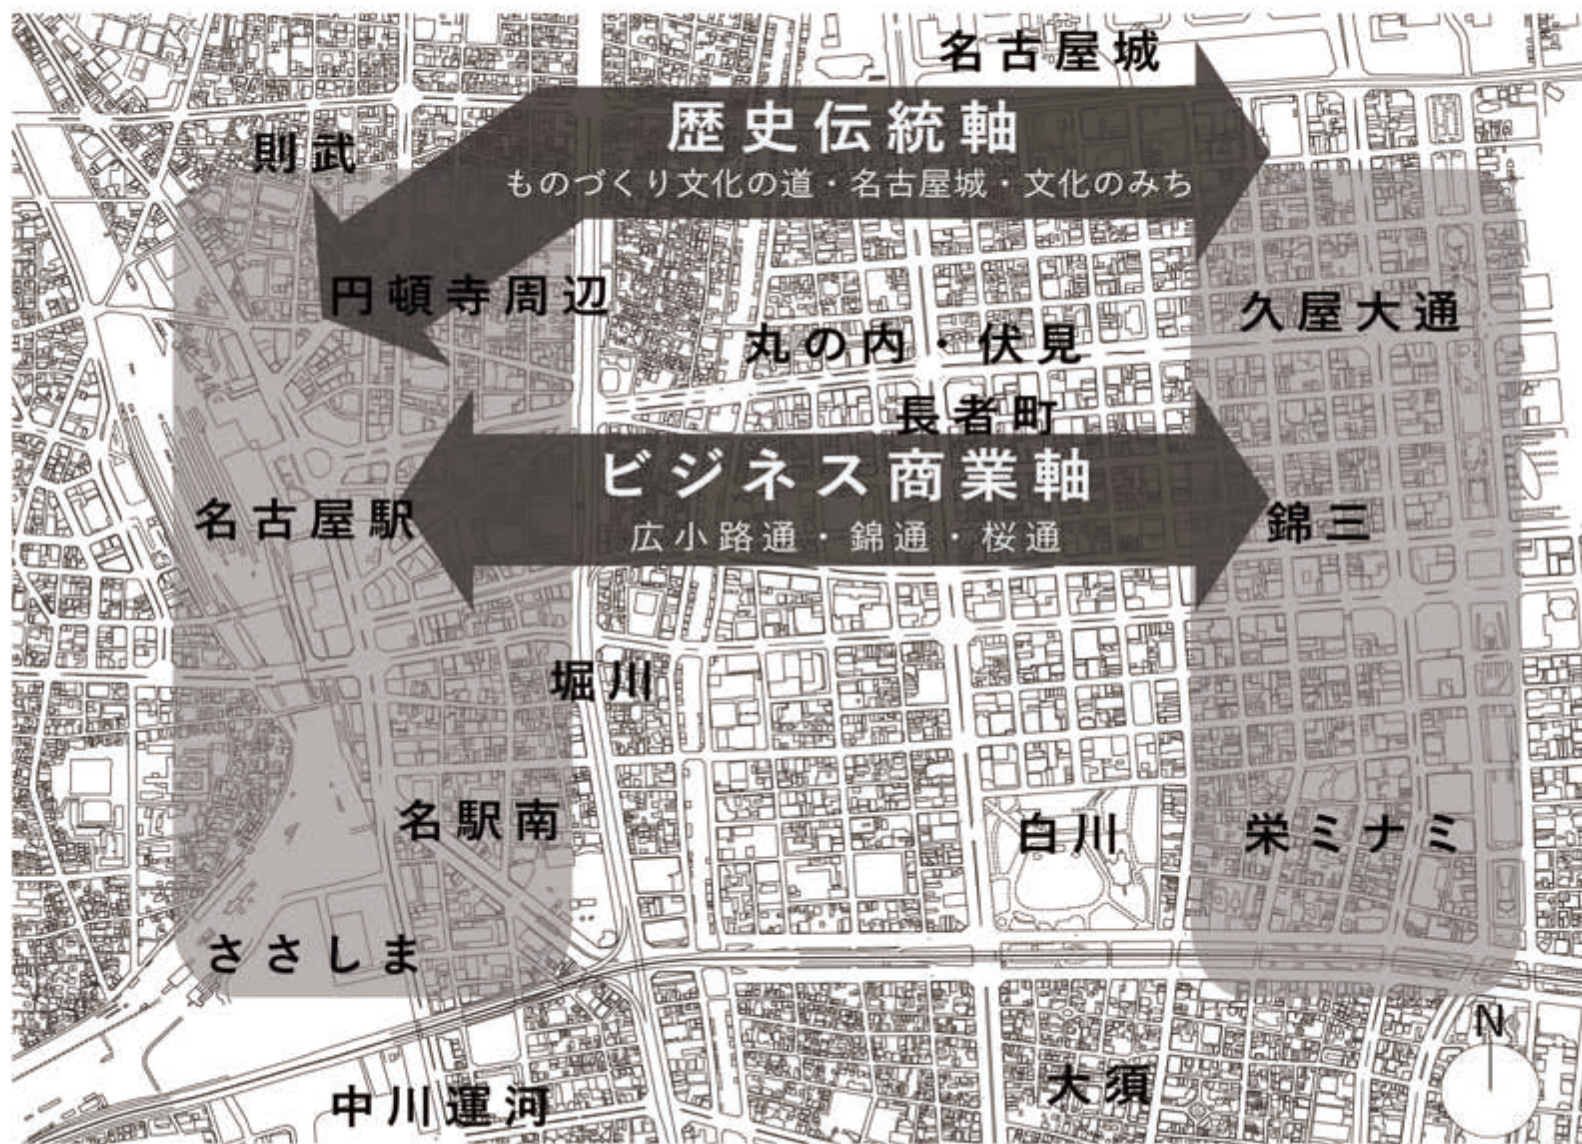 名古屋城
歴史伝統軸
則武
ものづくり文化の道・名古屋城・文化のみち
円頓寺周辺
久屋大通
丸の内・伏見
長者町
ビジネス商業軸
名古屋駅
錦三
広小路通・錦通・桜通
堀川
名駅南
白川
栄ミナミ
ささしま
N
中川運河
大須